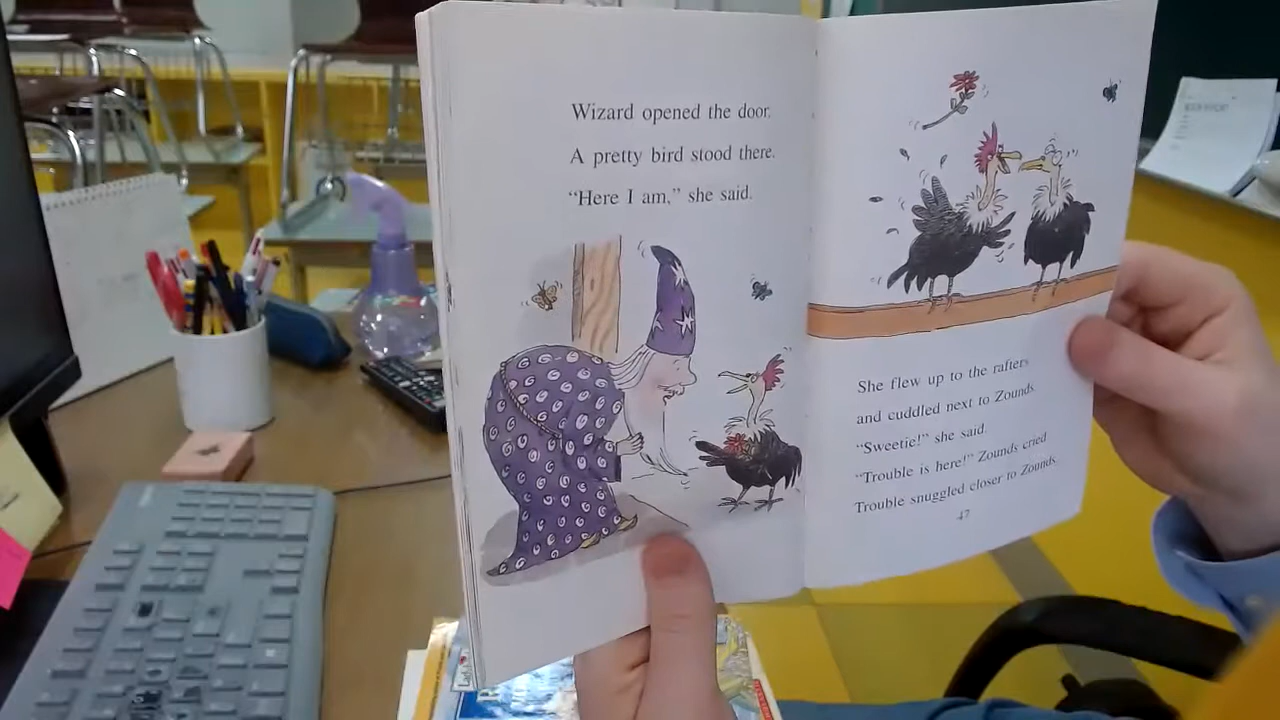 Wizard opened the door.
A pretty bird stood there.
“Here I am,” she said.
She flew up to the rafters
and cuddled next to Zounds.
“Sweetie!” she said.
“Trouble is here!” Zounds cried
Trouble snuggled closer to Zounds.
47